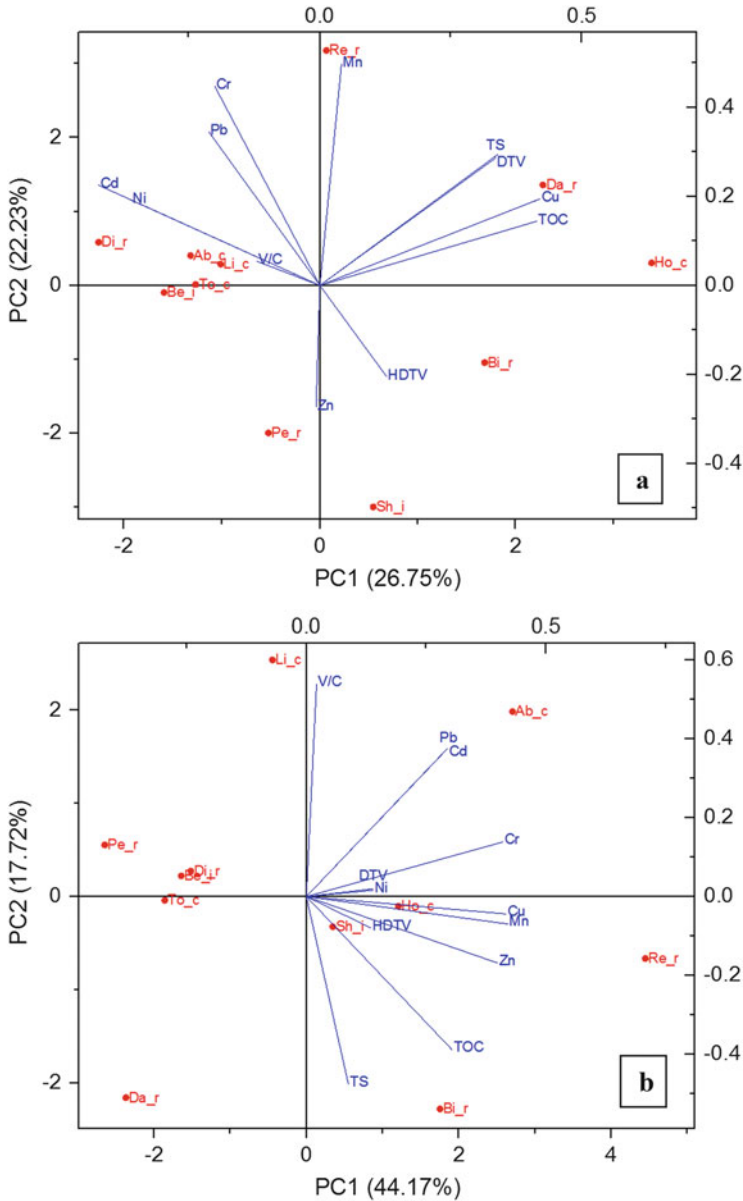 0.0 0.5
Re_r
Mn
Cr
Pb
TS
DTV
Cd
Ni
Da_r
Cu
TOC
Di_r
Ab_c
Li_c
V/C
Ho_c
To_c
Be_i
HDTV
Bi_r
Zn
Pe_r
Sh_i
2
0
-2
0.4
0.2
0.0
-0.2
-0.4
PC2 (22.23%)
a
-2 0 2
PC1 (26.75%)
0.0 0.5
Li_c
V/C
Ab_c
Pb
Cd
Cr
Pe_r
DTV
Di_r
Be_i
Ni
To_c
Ho_c
Cu
Mn
HDTV
Sh_i
Zn
Re_r
TOC
TS
Da_r
Bi_r
2
0
-2
0.6
0.4
0.2
0.0
-0.2
-0.4
PC2 (17.72%)
b
-2 0 2 4
PC1 (44.17%)